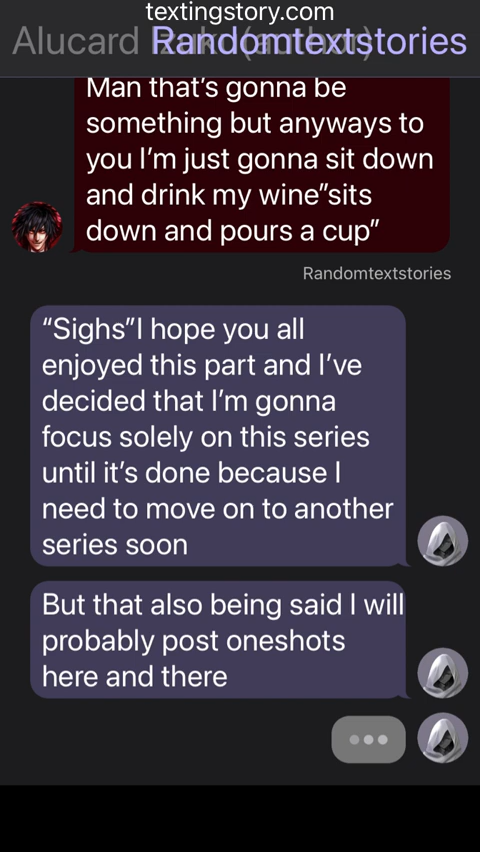 textingstory.com
Alucard
Randomtextstories
Man that’s gonna be
something but anyways to
you I’m just gonna sit down
and drink my wine”sits
down and pours a cup”
Randomtextstories
“Sighs”I hope you all
enjoyed this part and I’ve
decided that I’m gonna
focus solely on this series
until it’s done because I
need to move on to another
series soon
But that also being said I will
probably post oneshots
here and there